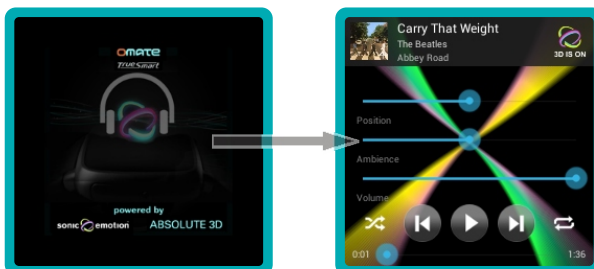 omate
TrueSmart
powered by
sonic emotion ABSOLUTE 3D
Carry That Weight
The Beatles
Abbey Road
3D IS ON
Position
Ambience
Volume
0:01 1:36